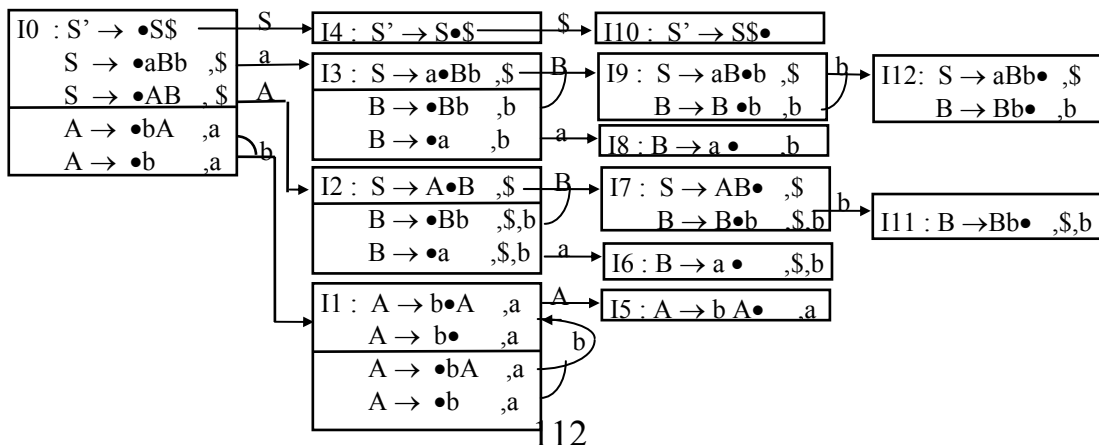 I0 : S’ → •S$
S → •aBb ,$
S → •AB , $
A → •bA ,a
A → •b ,a
S
a
A
b
I4 : S’ → S•$
$
I10 : S’ → S$•
I3 : S → a•Bb ,$
B → •Bb ,b
B → •a ,b
B
a
I9 : S → aB•b ,$
B → B •b ,b
b
I12: S → aBb• ,$
B → Bb• ,b
I8 : B → a • ,b
I2 : S → A•B ,$
B → •Bb ,$,b
B → •a ,$,b
B
a
I7 : S → AB• ,$
B → B•b ,$,b
b
I11 : B →Bb• ,$,b
I6 : B → a • ,$,b
I1 : A → b•A ,a
A → b• ,a
A → •bA ,a
A → •b ,a
A
b
I5 : A → b A• ,a
112